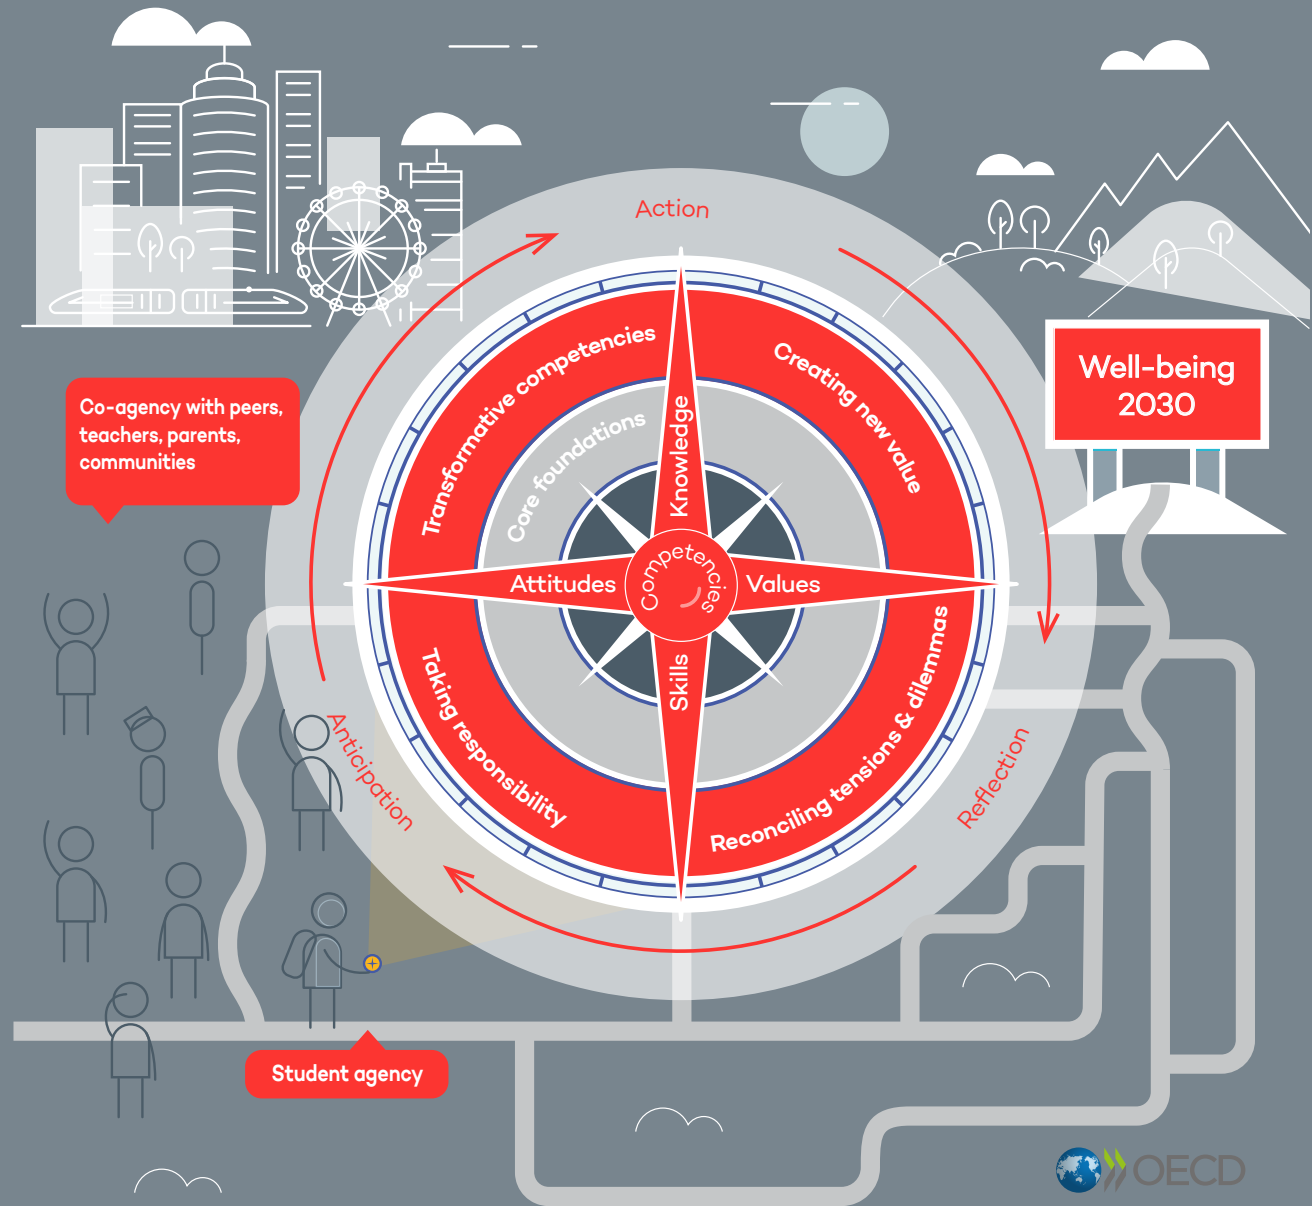 Action
Transformative competencies
Creating new value
Core foundations
Knowledge
Attitudes
Competencies
Values
Skills
Taking responsibility
Reconciling tensions & dilemmas
Anticipation
Reflection
Co-agency with peers,
teachers, parents,
communities
Well-being
2030
Student agency
OECD